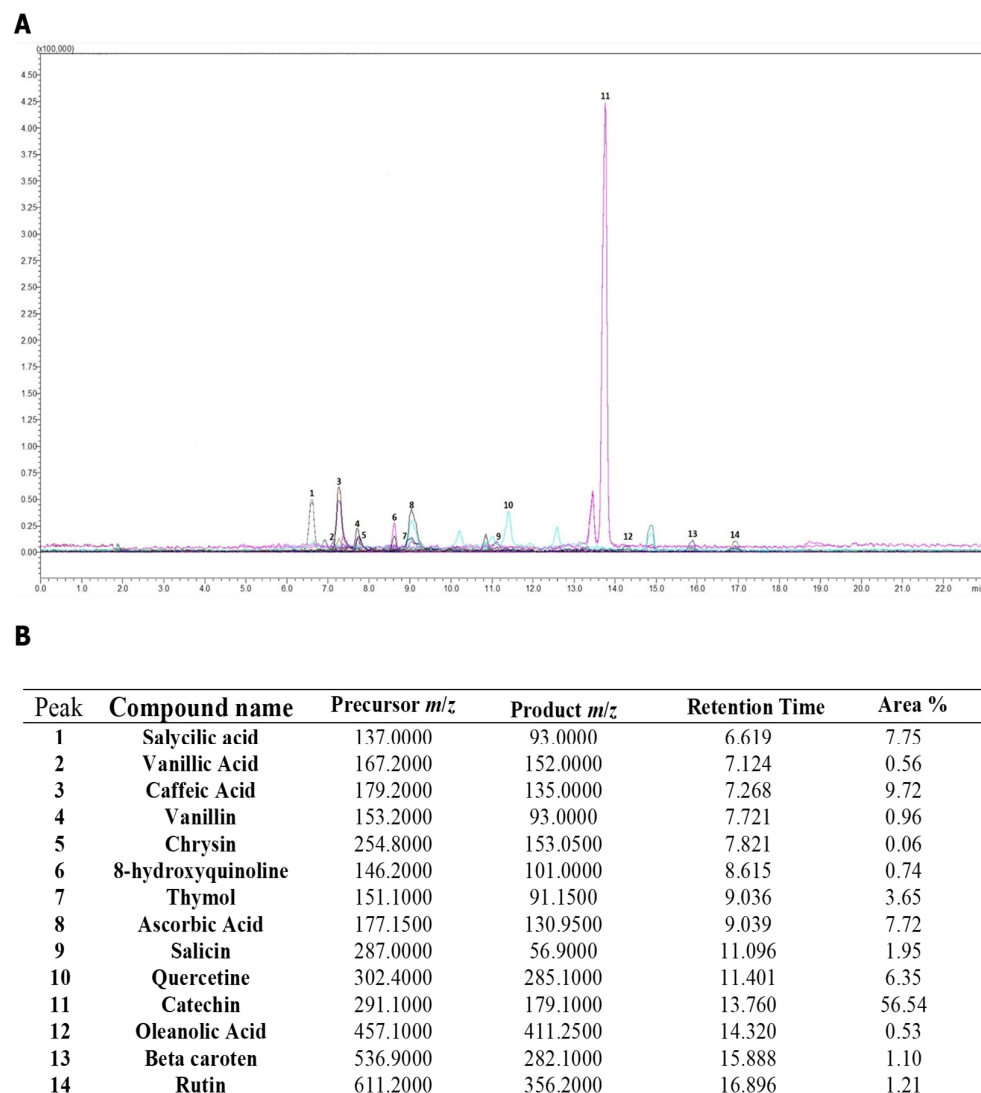 A
(x100,000)
4.50
4.25
4.00
3.75
3.50
3.25
3.00
2.75
2.50
2.25
2.00
1.75
1.50
1.25
1.00
0.75
0.50
0.25
0.00
1 2 3 4 5 6 7 8 9 10 11 12 13 14
0.0 1.0 2.0 3.0 4.0 5.0 6.0 7.0 8.0 9.0 10.0 11.0 12.0 13.0 14.0 15.0 16.0 17.0 18.0 19.0 20.0 21.0 22.0 mi
B
Peak Compound name Precursor m/z Product m/z Retention Time Area %
1 Salycilic acid 137.0000 93.0000 6.619 7.75
2 Vanillic Acid 167.2000 152.0000 7.124 0.56
3 Caffeic Acid 179.2000 135.0000 7.268 9.72
4 Vanillin 153.2000 93.0000 7.721 0.96
5 Chrysin 254.8000 153.0500 7.821 0.06
6 8-hydroxyquinoline 146.2000 101.0000 8.615 0.74
7 Thymol 151.1000 91.1500 9.036 3.65
8 Ascorbic Acid 177.1500 130.9500 9.039 7.72
9 Salicin 287.0000 56.9000 11.096 1.95
10 Quercetine 302.4000 285.1000 11.401 6.35
11 Catechin 291.1000 179.1000 13.760 56.54
12 Oleanolic Acid 457.1000 411.2500 14.320 0.53
13 Beta caroten 536.9000 282.1000 15.888 1.10
14 Rutin 611.2000 356.2000 16.896 1.21